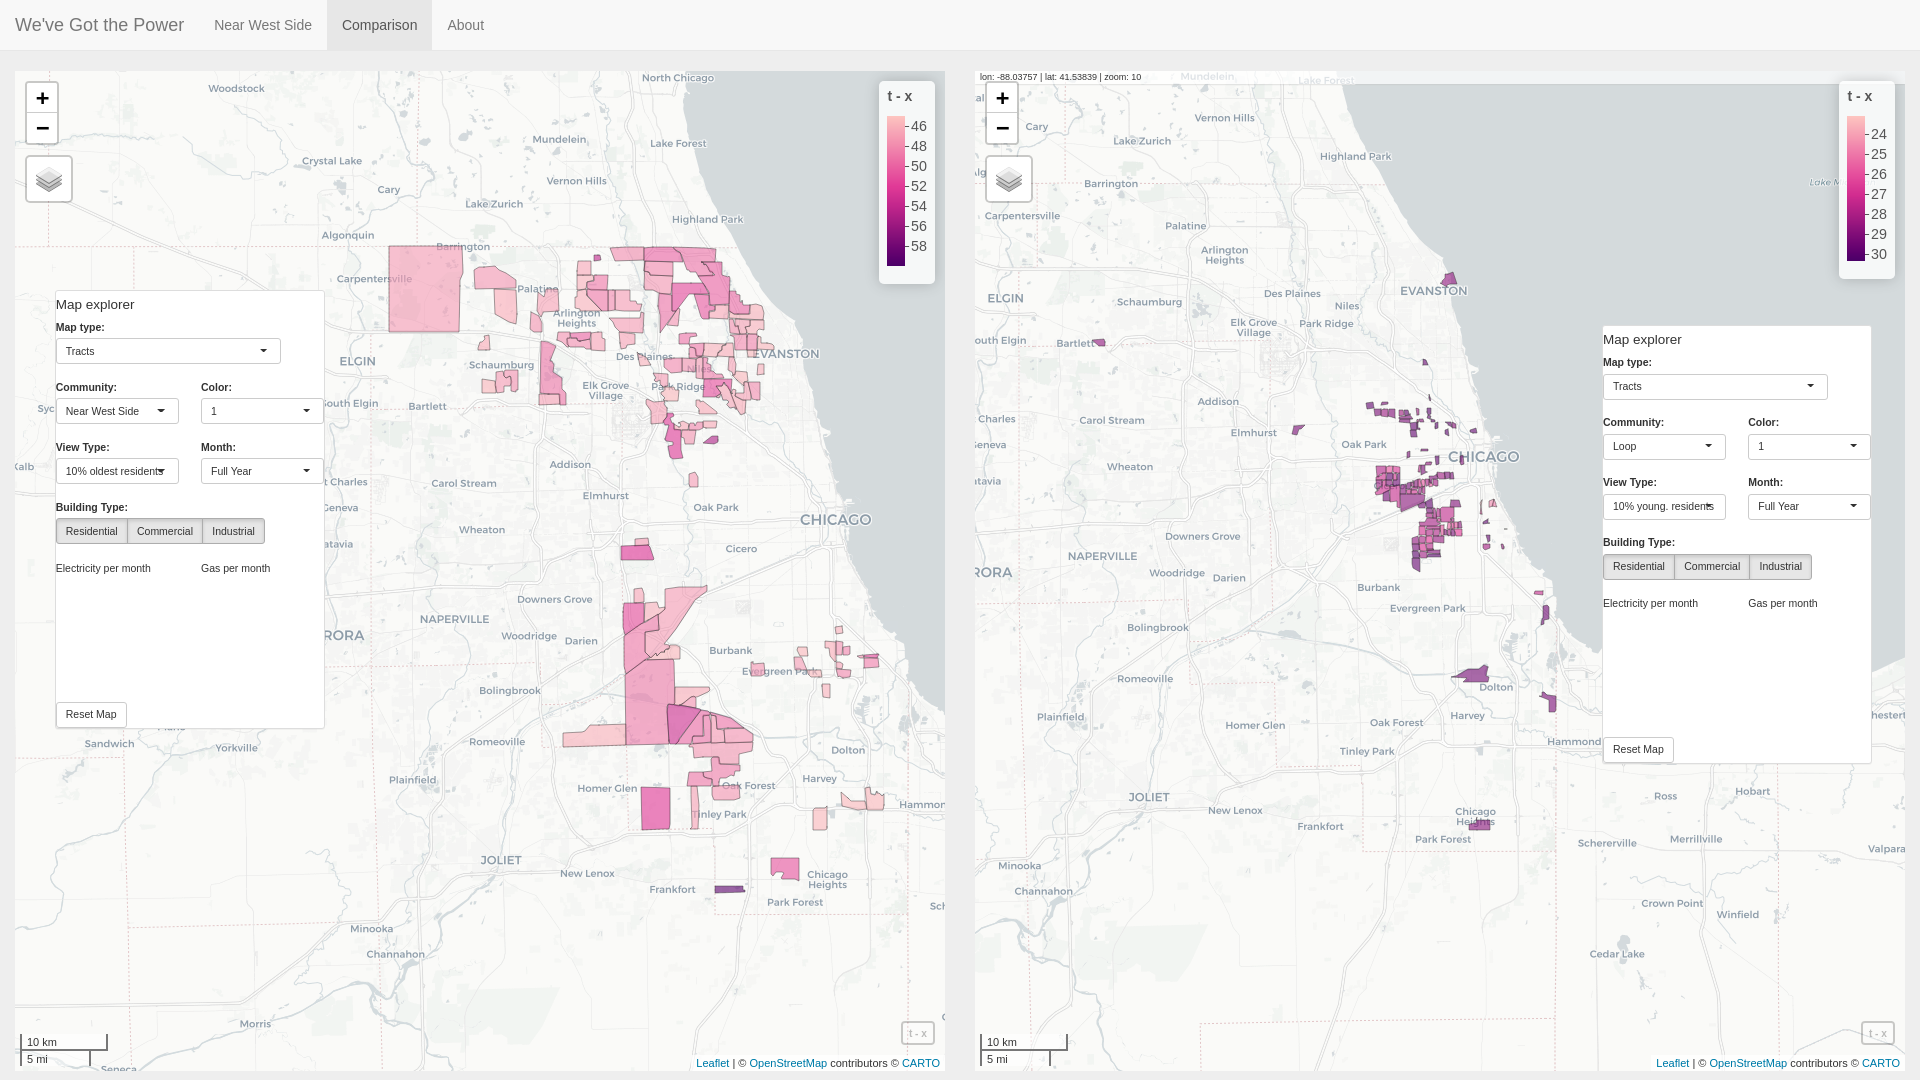 We've Got the Power
Near West Side
Comparison
About
North Chicago
Woodstock
Mundelein
Lake Forest
Crystal Lake
Vernon Hills
Cary
Lake Zurich
Highland Park
Algonquin
Barrington
Carpentersville
Palatine
Arlington
Heights
Des Plaines
EVANSTON
ELGIN
Schaumburg
Niles
Elk Grove
Village
Park Ridge
South Elgin
Bartlett
Addison
Carol Stream
Elmhurst
St Charles
Geneva
Oak Park
CHICAGO
Wheaton
Batavia
Cicero
Downers Grove
NAPERVILLE
Woodridge
Darien
Burbank
Evergreen Park
Bolingbrook
Romeoville
Dolton
Plainfield
Homer Glen
Harvey
Oak Forest
Tinley Park
Hammon
JOLIET
New Lenox
Frankfort
Chicago
Heights
Park Forest
Sandwich
Yorkville
Minooka
Channahon
Morris
Seneca
+
−
t - x
46
48
50
52
54
56
58
Map explorer
Map type:
Tracts
Community:
Color:
Near West Side
1
View Type:
Month:
10% oldest residents
Full Year
Building Type:
Residential
Commercial
Industrial
Electricity per month
Gas per month
Reset Map
10 km
5 mi
t - x
Leaflet | © OpenStreetMap contributors © CARTO
lon: -88.03757 | lat: 41.53839 | zoom: 10
Mundelein
Lake Forest
Cary
Vernon Hills
Lake Zurich
Highland Park
Barrington
Carpentersville
Palatine
Arlington
Heights
Des Plaines
EVANSTON
ELGIN
Schaumburg
Niles
Elk Grove
Village
Park Ridge
South Elgin
Bartlett
Addison
Charles
Carol Stream
Elmhurst
Geneva
Oak Park
CHICAGO
Wheaton
atavia
Downers Grove
NAPERVILLE
Woodridge
Darien
RORA
Burbank
Evergreen Park
Bolingbrook
Romeoville
Dolton
Plainfield
Homer Glen
Oak Forest
Harvey
Tinley Park
Hammond
JOLIET
New Lenox
Chicago
Heights
Frankfort
Park Forest
Ross
Hobart
Schererville
Merrillville
Valpara
Minooka
Channahon
Crown Point
Winfield
Cedar Lake
+
−
t - x
24
25
26
27
28
29
30
Map explorer
Map type:
Tracts
Community:
Color:
Loop
1
View Type:
Month:
10% young. residents
Full Year
Building Type:
Residential
Commercial
Industrial
Electricity per month
Gas per month
Reset Map
10 km
5 mi
t - x
Leaflet | © OpenStreetMap contributors © CARTO